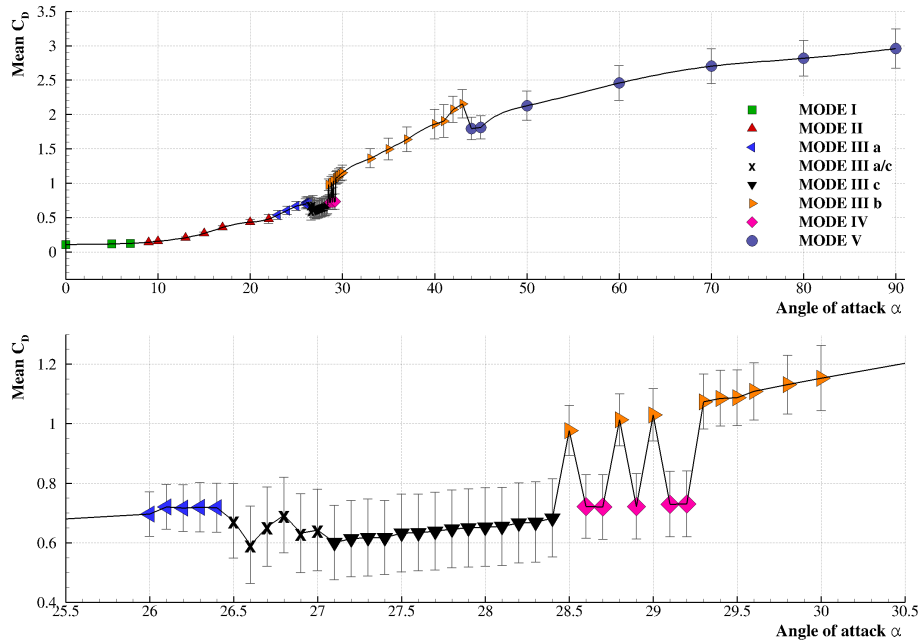 Mean C_D
3.5
3
2.5
2
1.5
1
0.5
0
0 10 20 30 40 50 60 70 80 90
Angle of attack α
MODE I
MODE II
MODE III a
MODE III a/c
MODE III c
MODE III b
MODE IV
MODE V
Mean C_D
1.2
1
0.8
0.6
0.4
25.5 26 26.5 27 27.5 28 28.5 29 29.5 30 30.5
Angle of attack α